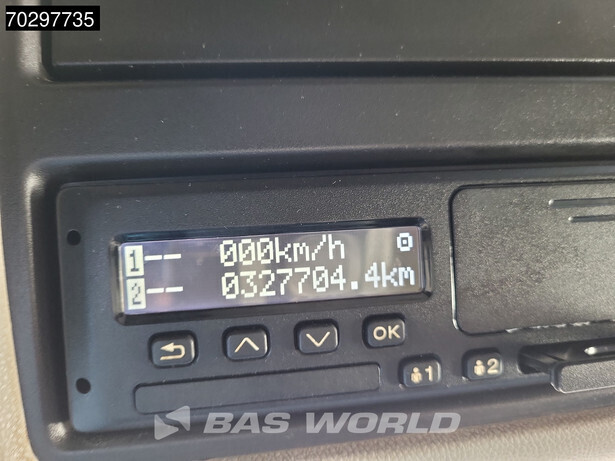 70297735
1-- 000km/h
2-- 0327704.4km
OK
1 2
BAS WORLD